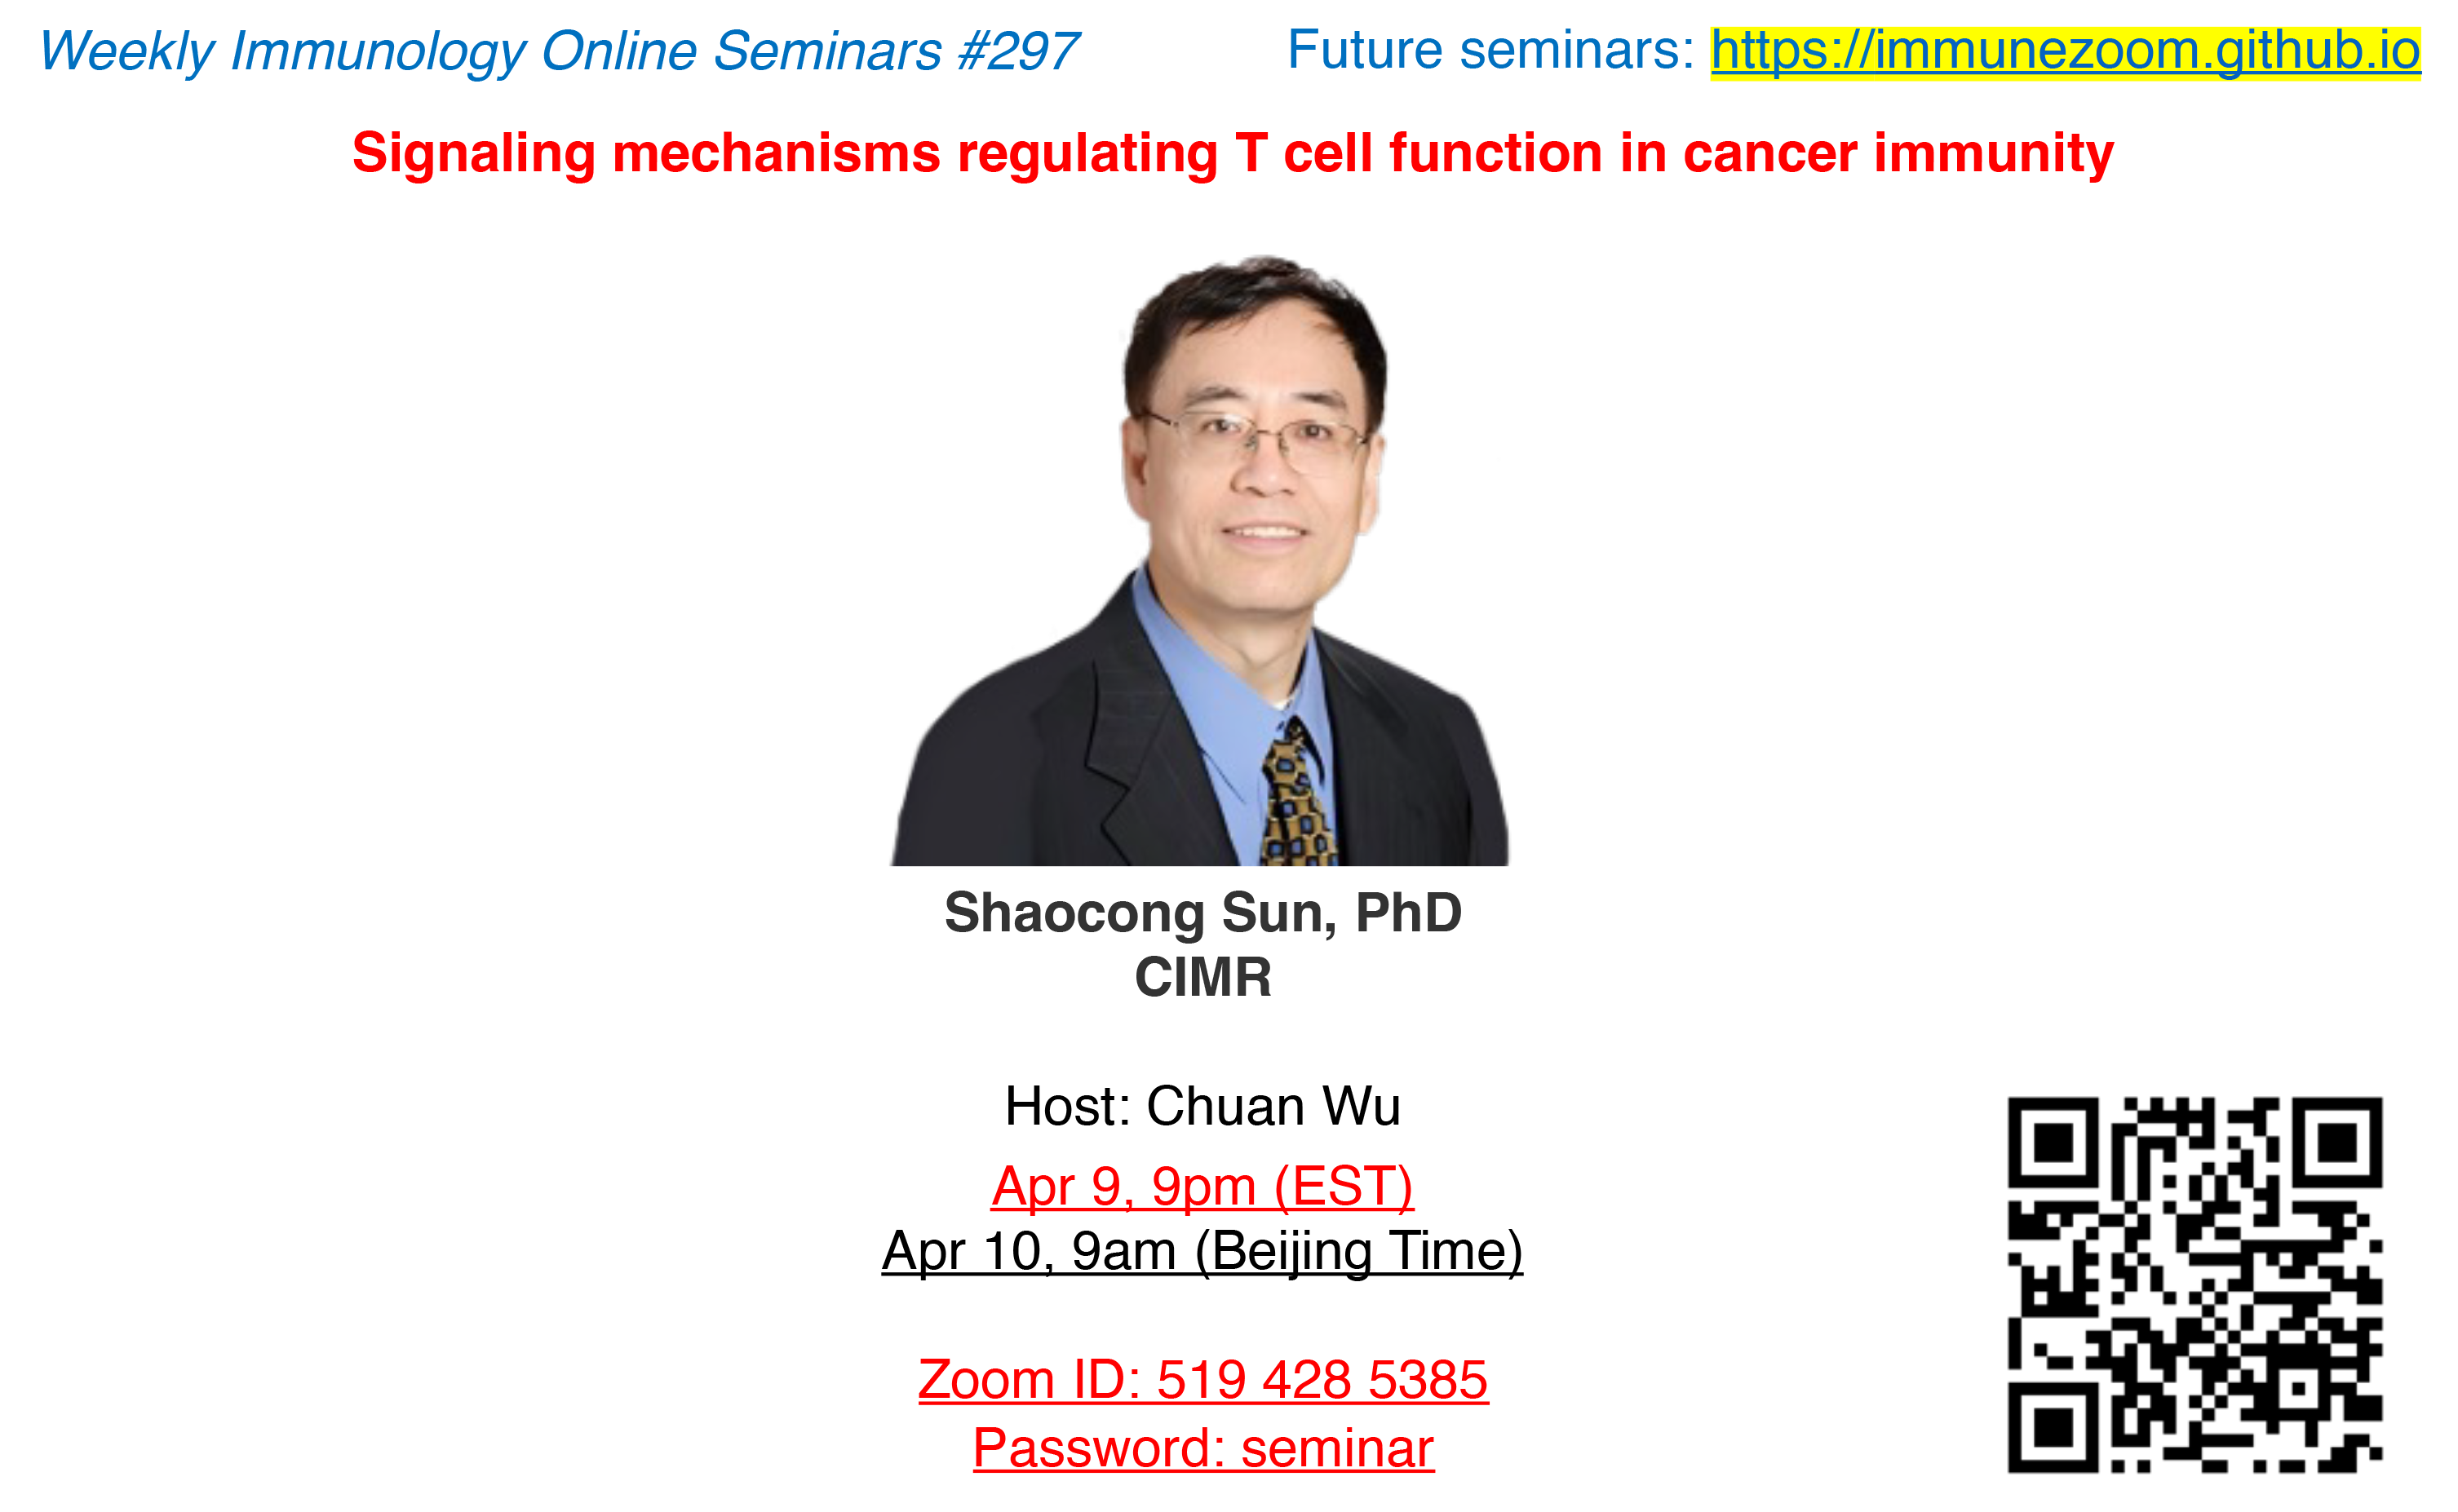 Weekly Immunology Online Seminars #297
Future seminars: https://immunezoom.github.io
Signaling mechanisms regulating T cell function in cancer immunity
Shaocong Sun, PhD
CIMR
Host: Chuan Wu
Apr 9, 9pm (EST)
Apr 10, 9am (Beijing Time)
Zoom ID: 519 428 5385
Password: seminar